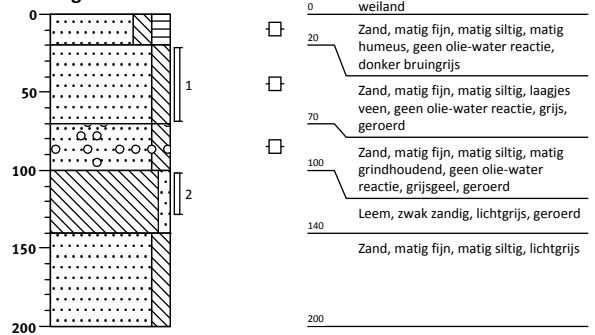 0
50
100
150
200
1
2
0
weiland
Zand, matig fijn, matig siltig, matig
humeus, geen olie-water reactie,
donker bruingrijs
20
Zand, matig fijn, matig siltig, laagjes
veen, geen olie-water reactie, grijs,
geroerd
70
Zand, matig fijn, matig siltig, matig
grindhoudend, geen olie-water
reactie, grijsgeel, geroerd
100
Leem, zwak zandig, lichtgrijs, geroerd
140
Zand, matig fijn, matig siltig, lichtgrijs
200